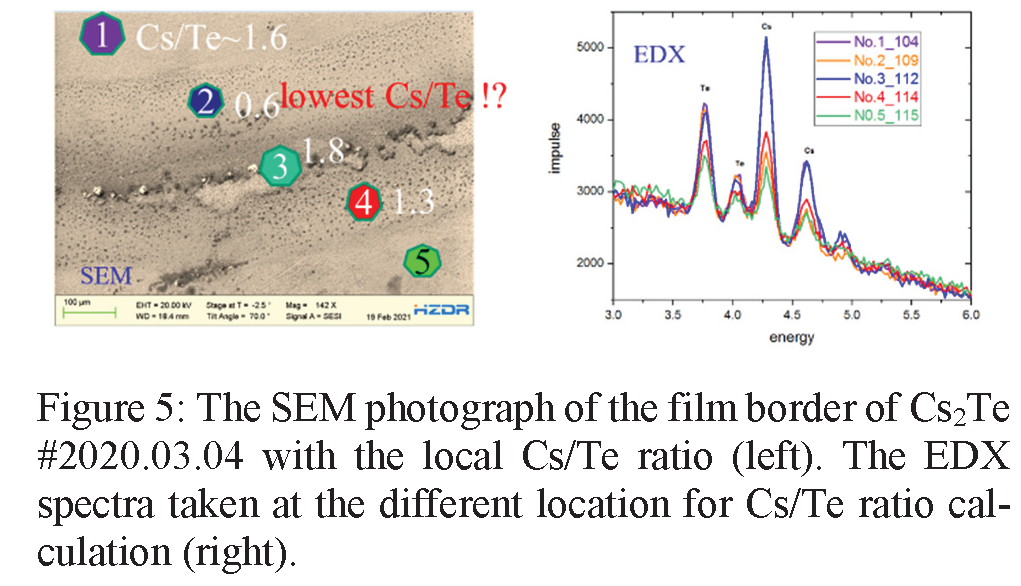 1 Cs/Te~1.6
2 0.6 lowest Cs/Te !?
3 1.8
4 1.3
5
SEM
100 µm
EHT = 20.00 kV
WD = 18.4 mm
Stage at T = -2.5 °
Tilt Angle = 70.0 °
Mag = 142 X
Signal A = SESI
19 Feb 2021
HZDR
EDX
No.1_104
No.2_109
No.3_112
No.4_114
N0.5_115
Te
Te
Cs
Cs
impulse
5000
4000
3000
2000
3.0 3.5 4.0 4.5 5.0 5.5 6.0
energy
Figure 5: The SEM photograph of the film border of Cs₂Te
#2020.03.04 with the local Cs/Te ratio (left). The EDX
spectra taken at the different location for Cs/Te ratio cal-
culation (right).